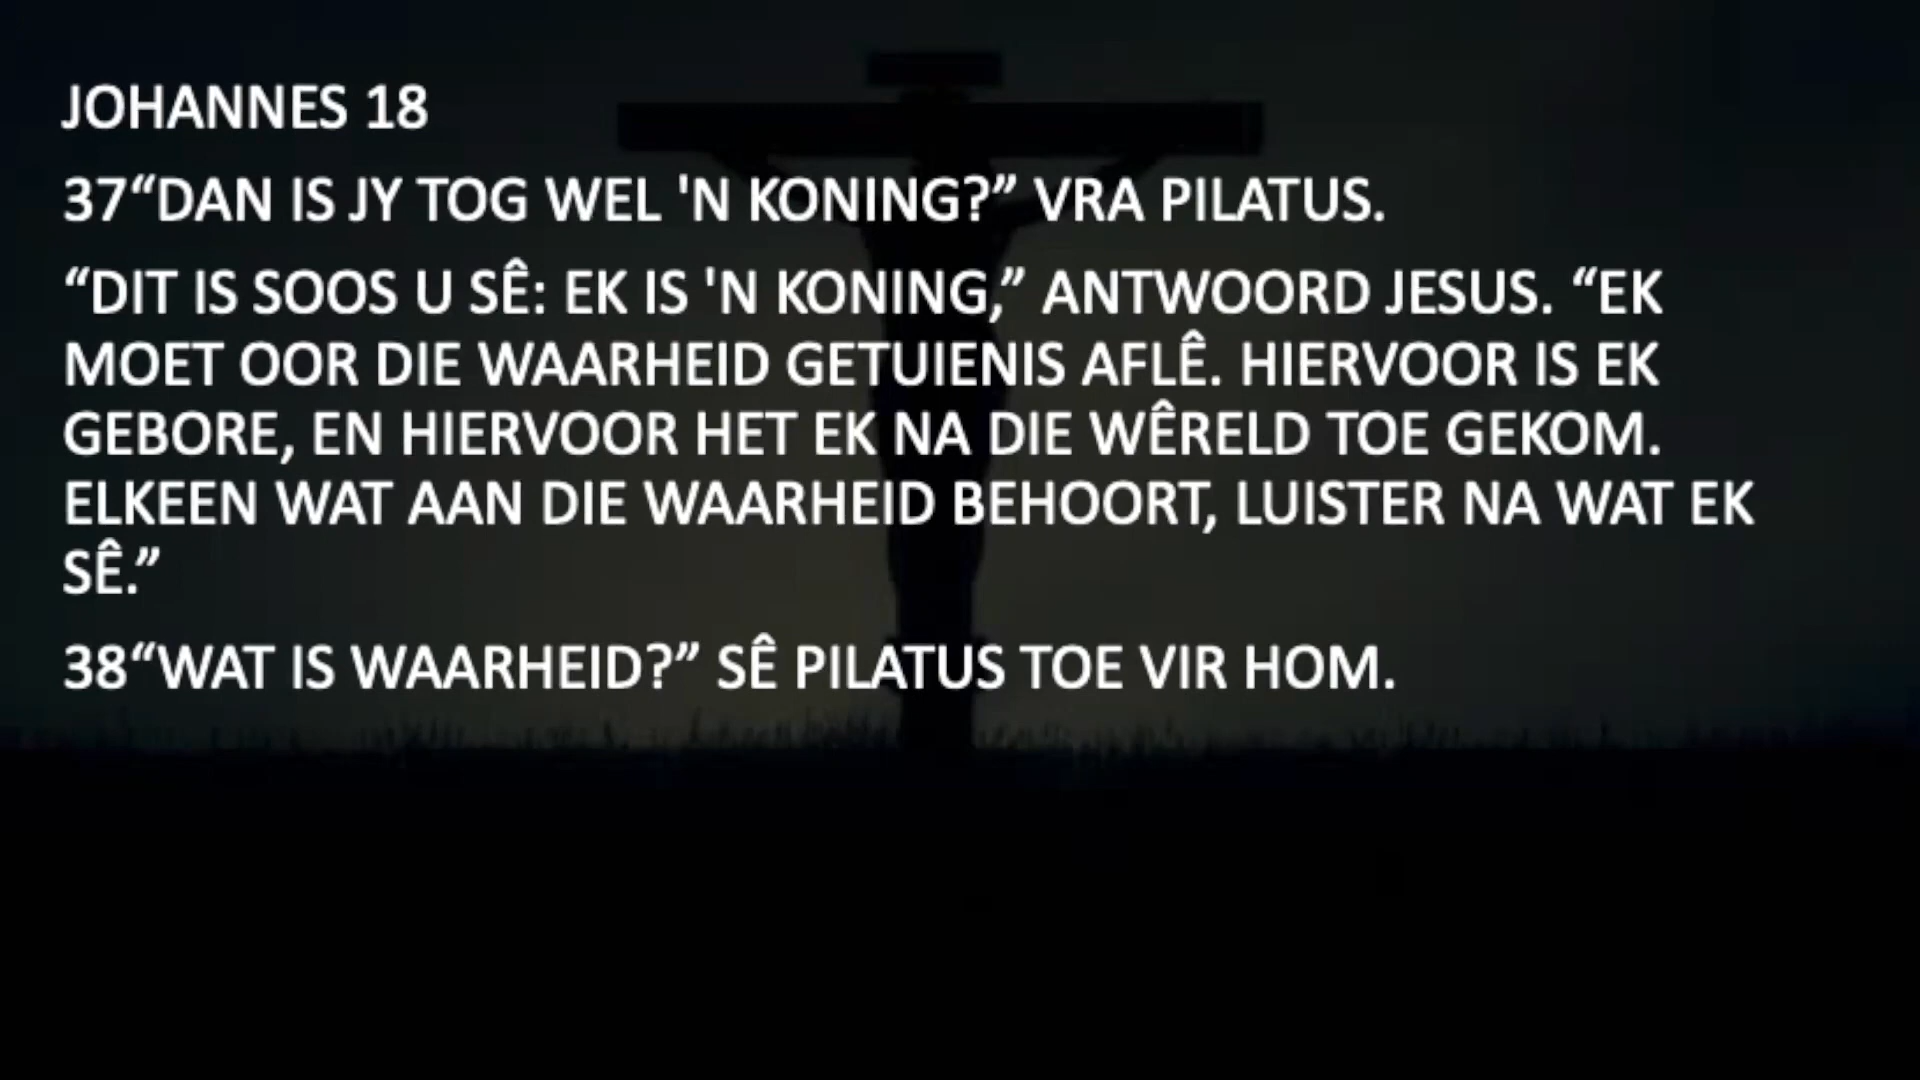 JOHANNES 18
37“DAN IS JY TOG WEL 'N KONING?” VRA PILATUS.
“DIT IS SOOS U SÊ: EK IS 'N KONING,” ANTWOORD JESUS. “EK
MOET OOR DIE WAARHEID GETUIENIS AFLÊ. HIERVOOR IS EK
GEBORE, EN HIERVOOR HET EK NA DIE WÊRELD TOE GEKOM.
ELKEEN WAT AAN DIE WAARHEID BEHOORT, LUISTER NA WAT EK
SÊ.”
38“WAT IS WAARHEID?” SÊ PILATUS TOE VIR HOM.